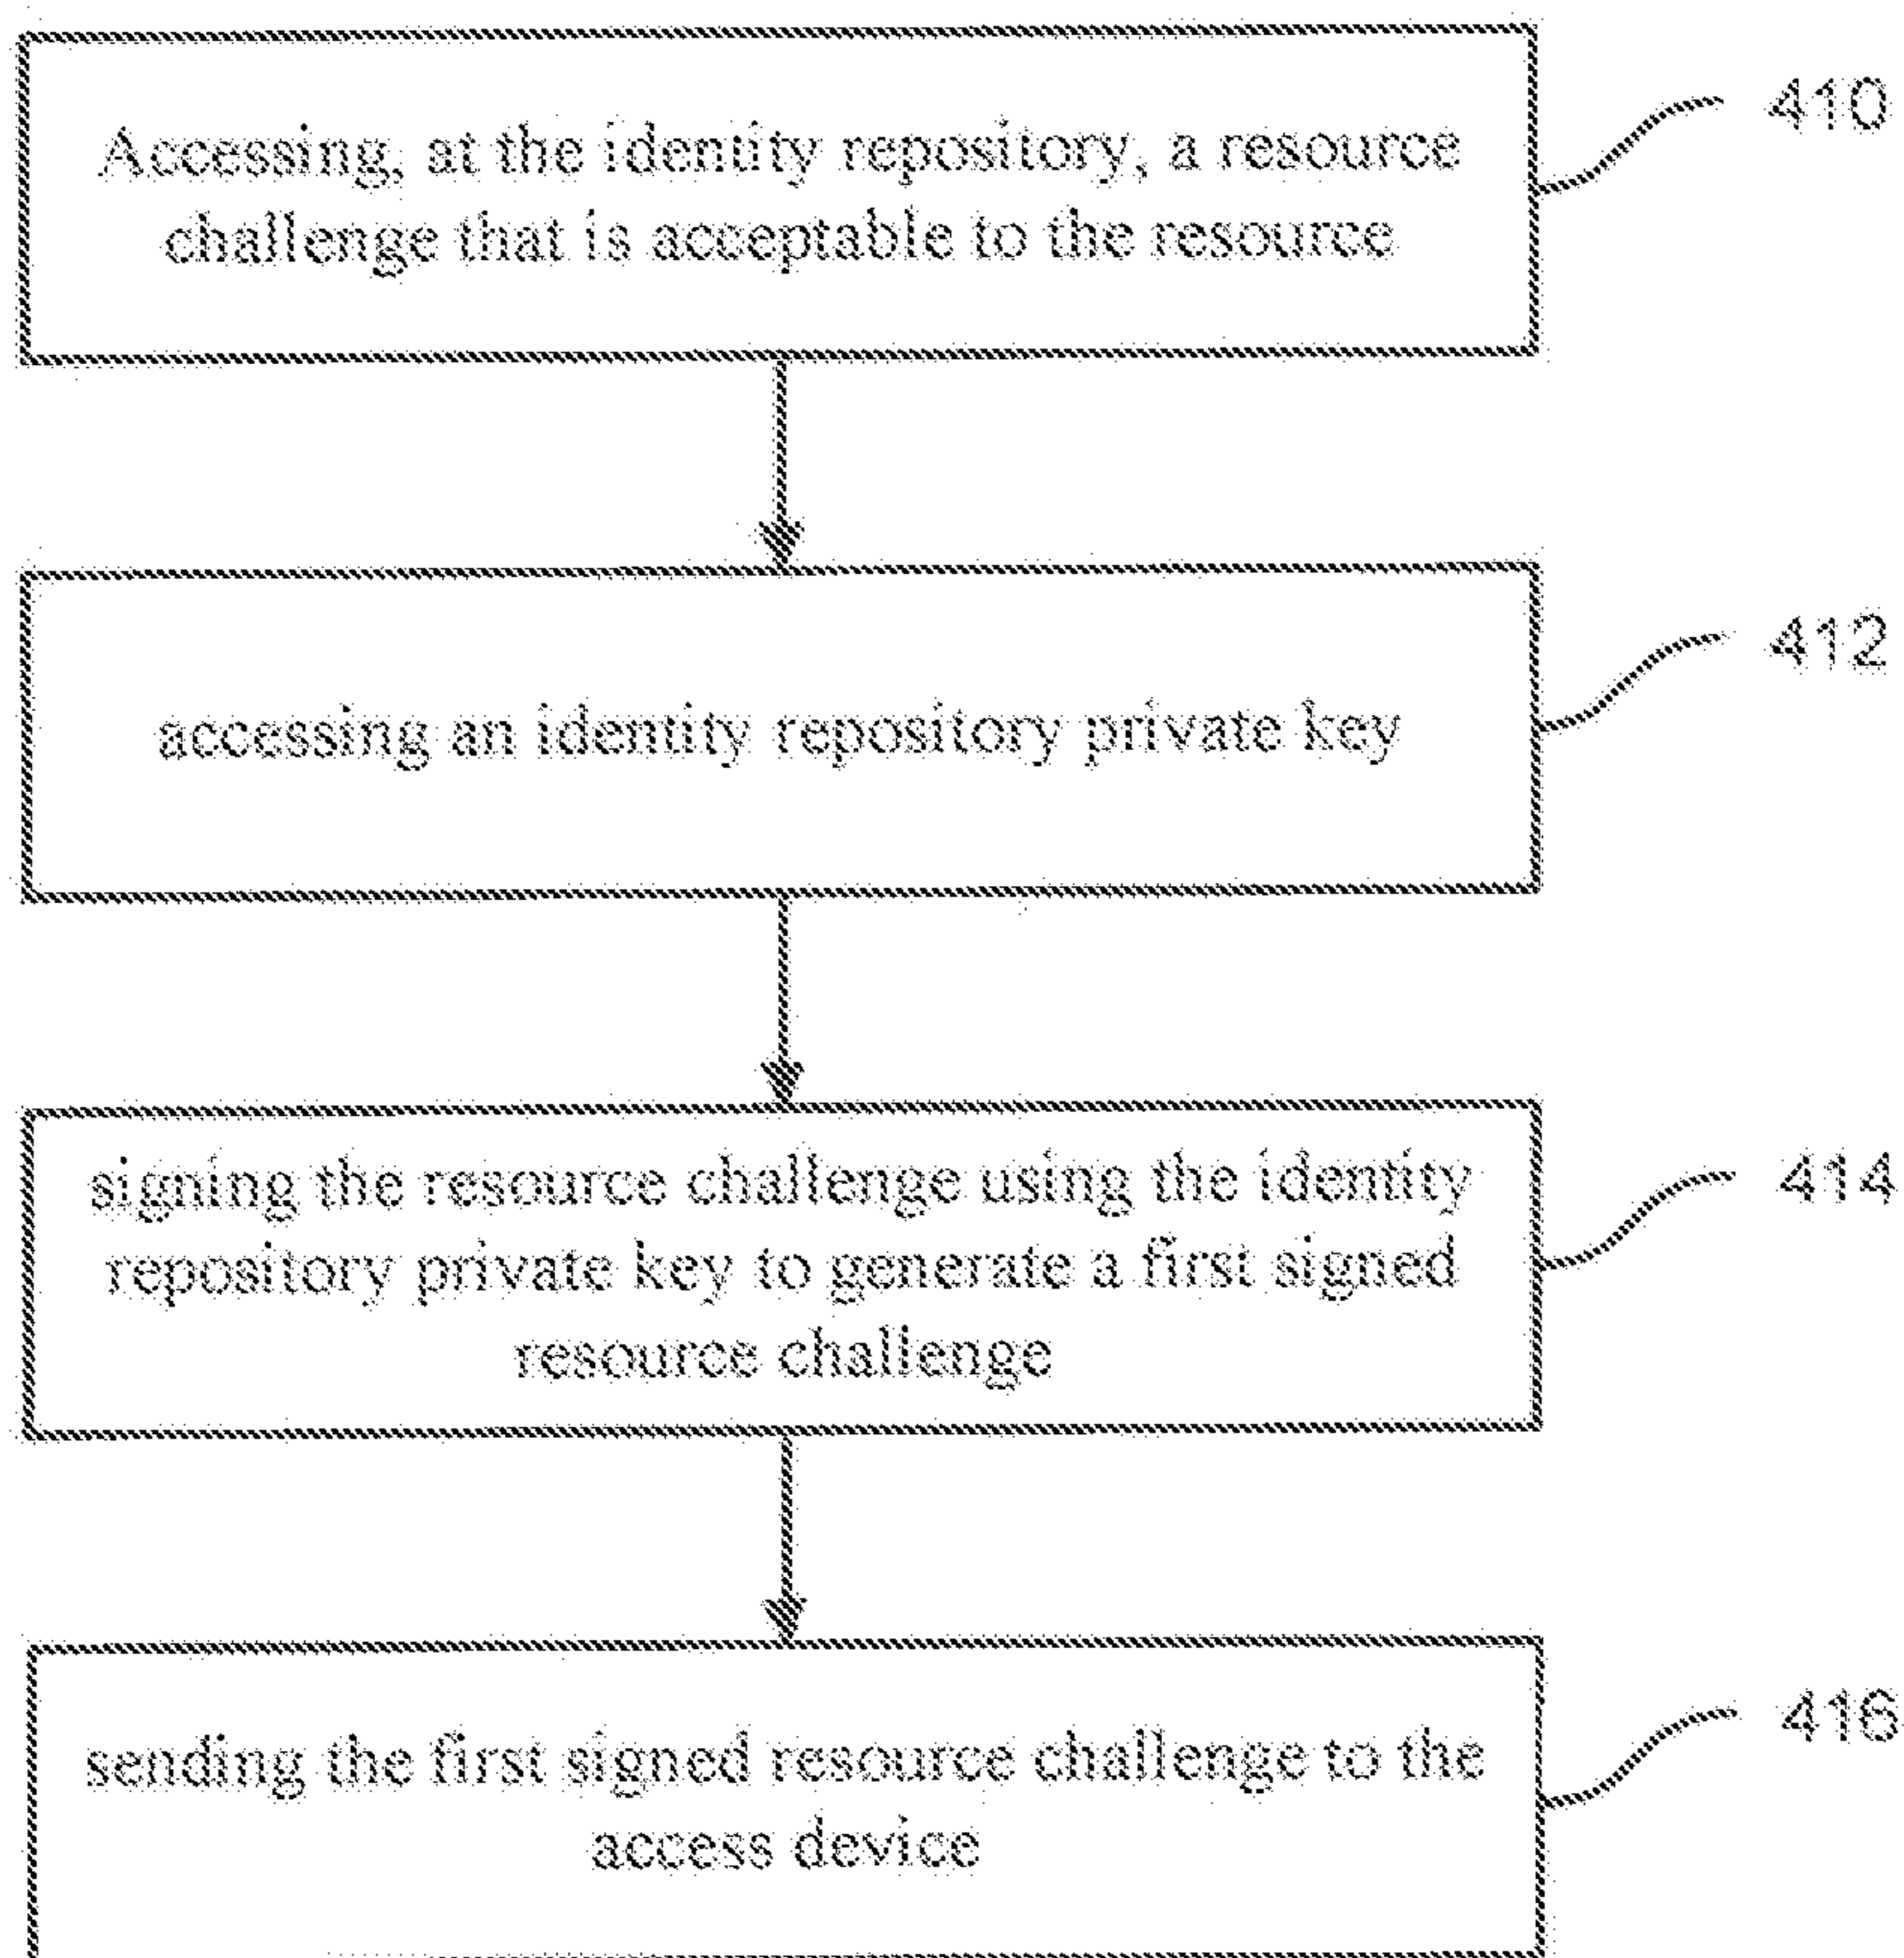 Accessing, at the identity repository, a resource
challenge that is acceptable to the resource
410
accessing an identity repository private key
412
signing the resource challenge using the identity
repository private key to generate a first signed
resource challenge
414
sending the first signed resource challenge to the
access device
416